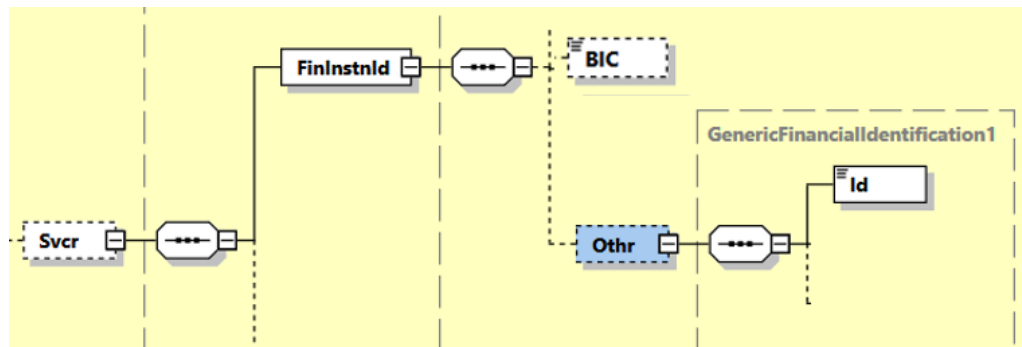 FinInstnId
BIC
GenericFinancialIdentification1
Id
Svcr
Othr